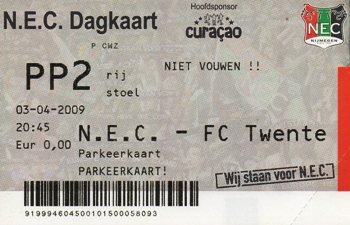 N.E.C. Dagkaart
Hoofdsponsor
curaçao
NEC
NIJMEGEN
P CWZ
PP2 rij
stoel
NIET VOUWEN !!
03-04-2009
20:45
N.E.C. - FC Twente
Eur 0,00
Parkeerkaart
PARKEERKAART!
Wij staan voor N.E.C.
919994604500101500058093